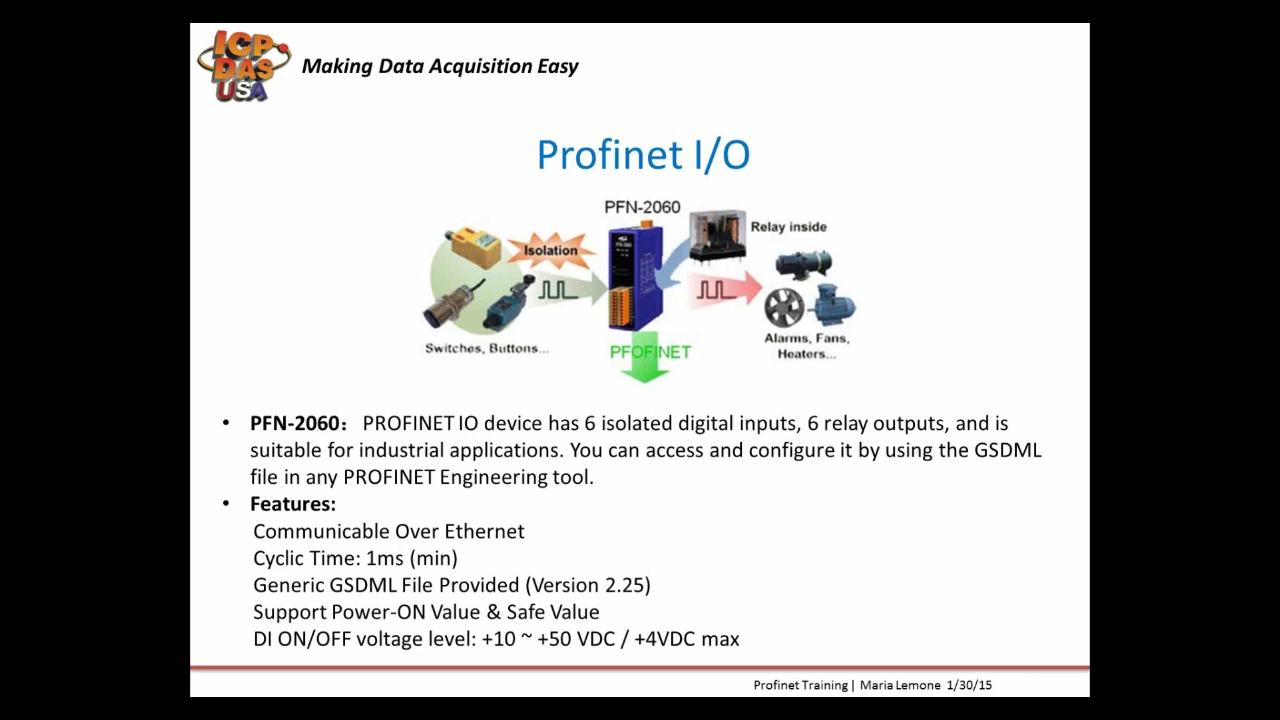 ICP
DAS
USA
Making Data Acquisition Easy
Profinet I/O
PFN-2060
Relay inside
Isolation
Switches, Buttons...
PFOFINET
Alarms, Fans,
Heaters...
• PFN-2060： PROFINET IO device has 6 isolated digital inputs, 6 relay outputs, and is
suitable for industrial applications. You can access and configure it by using the GSDML
file in any PROFINET Engineering tool.
• Features:
Communicable Over Ethernet
Cyclic Time: 1ms (min)
Generic GSDML File Provided (Version 2.25)
Support Power-ON Value & Safe Value
DI ON/OFF voltage level: +10 ~ +50 VDC / +4VDC max
Profinet Training | Maria Lemone 1/30/15